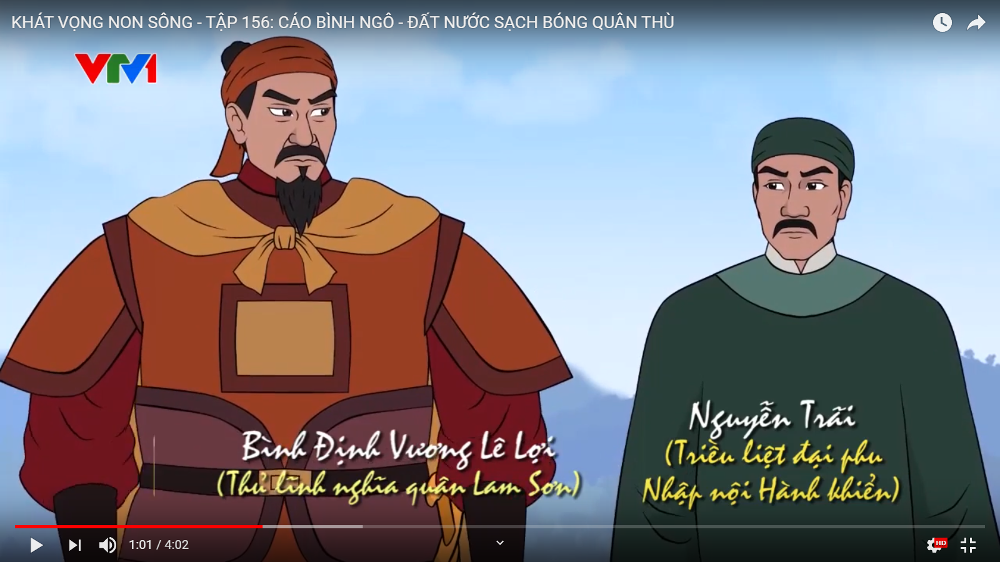 KHÁT VỌNG NON SÔNG - TẬP 156: CÁO BÌNH NGÔ - ĐẤT NƯỚC SẠCH BÓNG QUÂN THÙ
VTV1
Bình Định Vương Lê Lợi
(Thủ lĩnh nghĩa quân Lam Sơn)
Nguyễn Trãi
(Triều liệt đại phu
Nhập nội Hành khiển)
1:01 / 4:02
HD